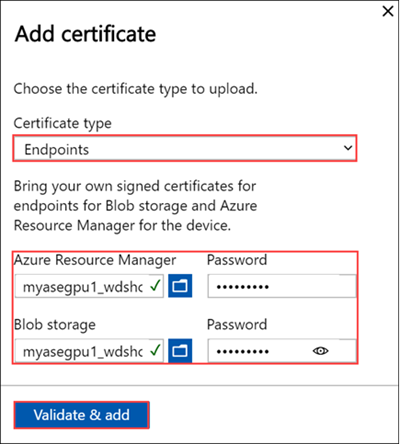 Add certificate
Choose the certificate type to upload.
Certificate type
Endpoints
Bring your own signed certificates for
endpoints for Blob storage and Azure
Resource Manager for the device.
Azure Resource Manager Password
myasegpu1_wdshc •••••••••
Blob storage Password
myasegpu1_wdshc •••••••••
Validate & add